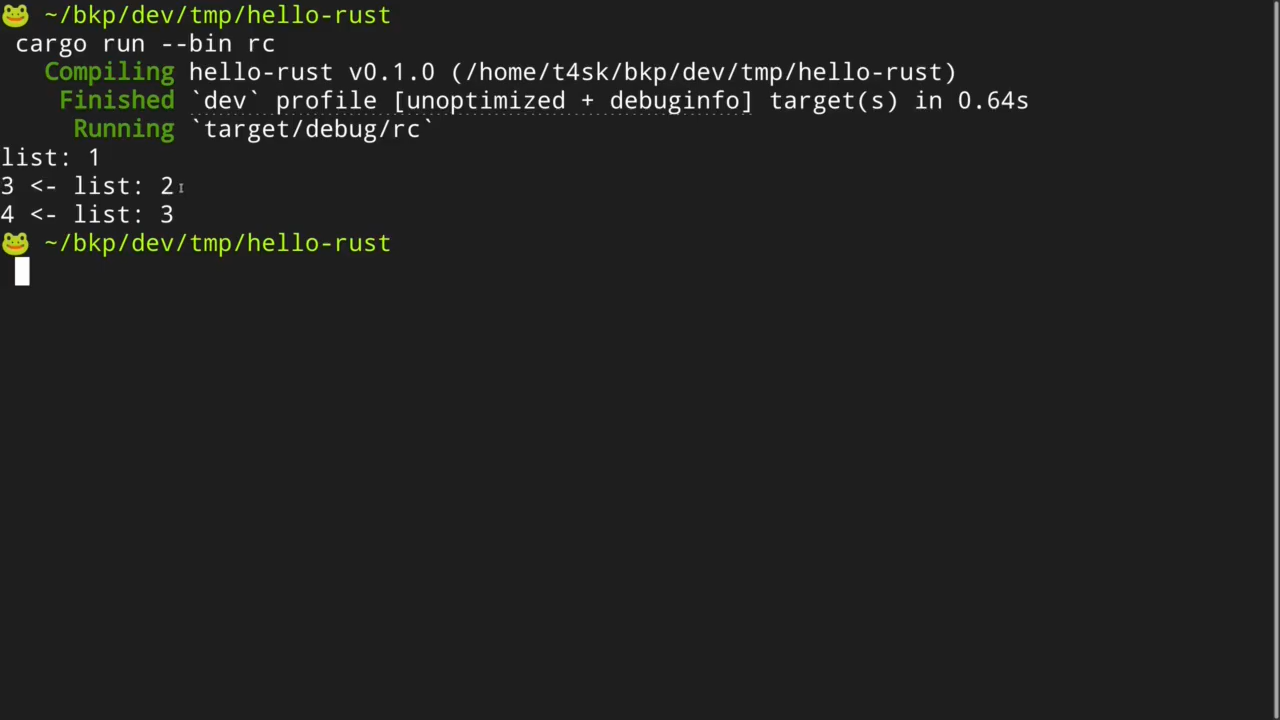 🐸 ~/bkp/dev/tmp/hello-rust
cargo run --bin rc
Compiling hello-rust v0.1.0 (/home/t4sk/bkp/dev/tmp/hello-rust)
Finished `dev` profile [unoptimized + debuginfo] target(s) in 0.64s
Running `target/debug/rc`
list: 1
3 <- list: 2
4 <- list: 3
🐸 ~/bkp/dev/tmp/hello-rust